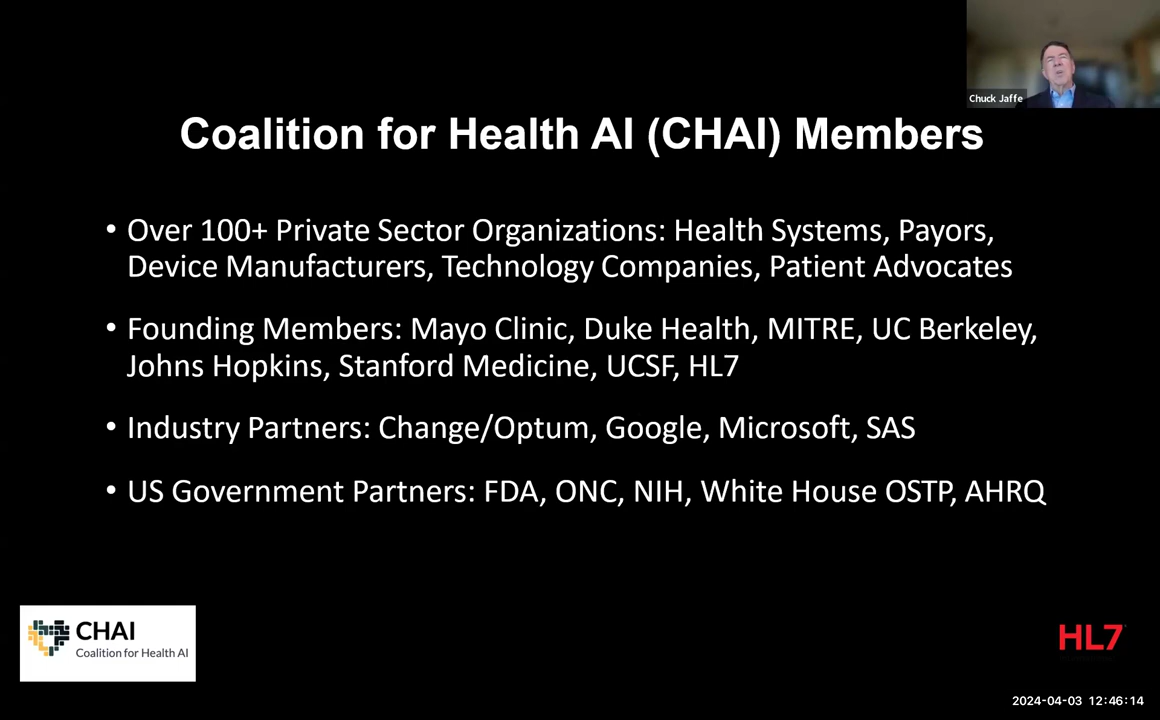 Chuck Jaffe
Coalition for Health AI (CHAI) Members
• Over 100+ Private Sector Organizations: Health Systems, Payors,
Device Manufacturers, Technology Companies, Patient Advocates
• Founding Members: Mayo Clinic, Duke Health, MITRE, UC Berkeley,
Johns Hopkins, Stanford Medicine, UCSF, HL7
• Industry Partners: Change/Optum, Google, Microsoft, SAS
• US Government Partners: FDA, ONC, NIH, White House OSTP, AHRQ
CHAI
Coalition for Health AI
HL7
2024-04-03 12:46:14